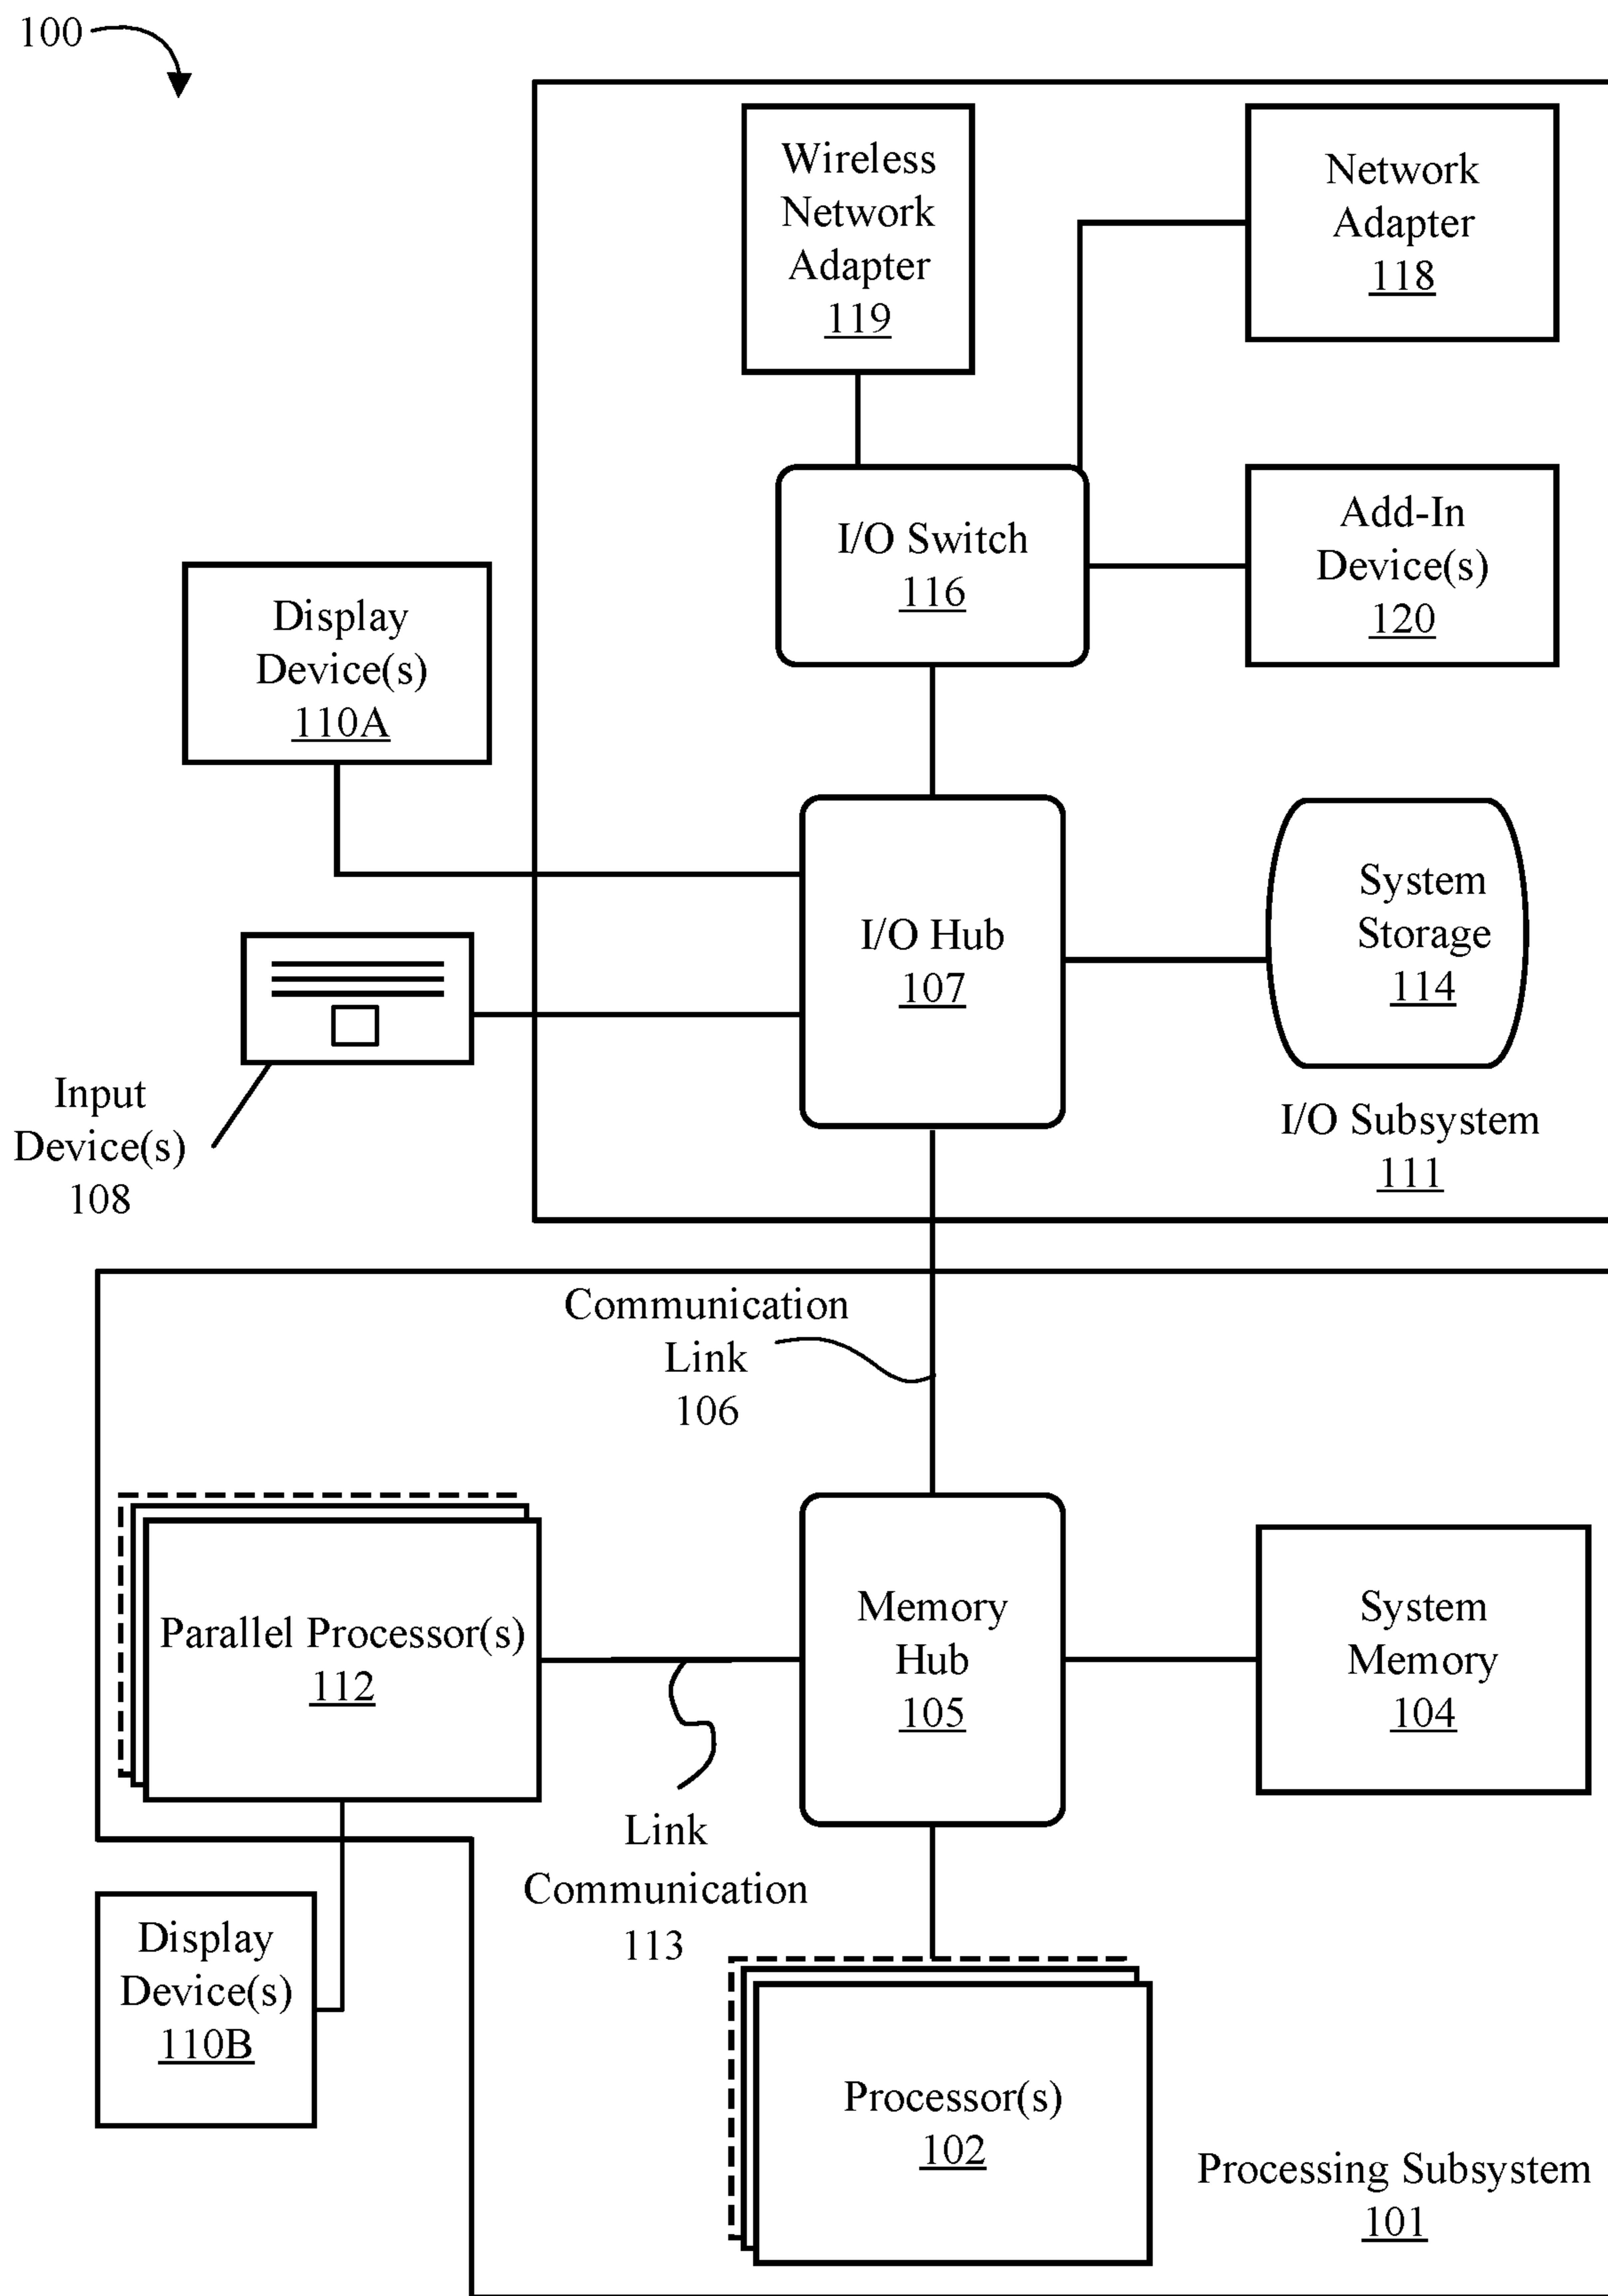 100
Wireless
Network
Adapter
119
Network
Adapter
118
I/O Switch
116
Add-In
Device(s)
120
Display
Device(s)
110A
I/O Hub
107
System
Storage
114
Input
Device(s)
108
I/O Subsystem
111
Communication
Link
106
Parallel Processor(s)
112
Memory
Hub
105
System
Memory
104
Link
Communication
113
Display
Device(s)
110B
Processor(s)
102
Processing Subsystem
101